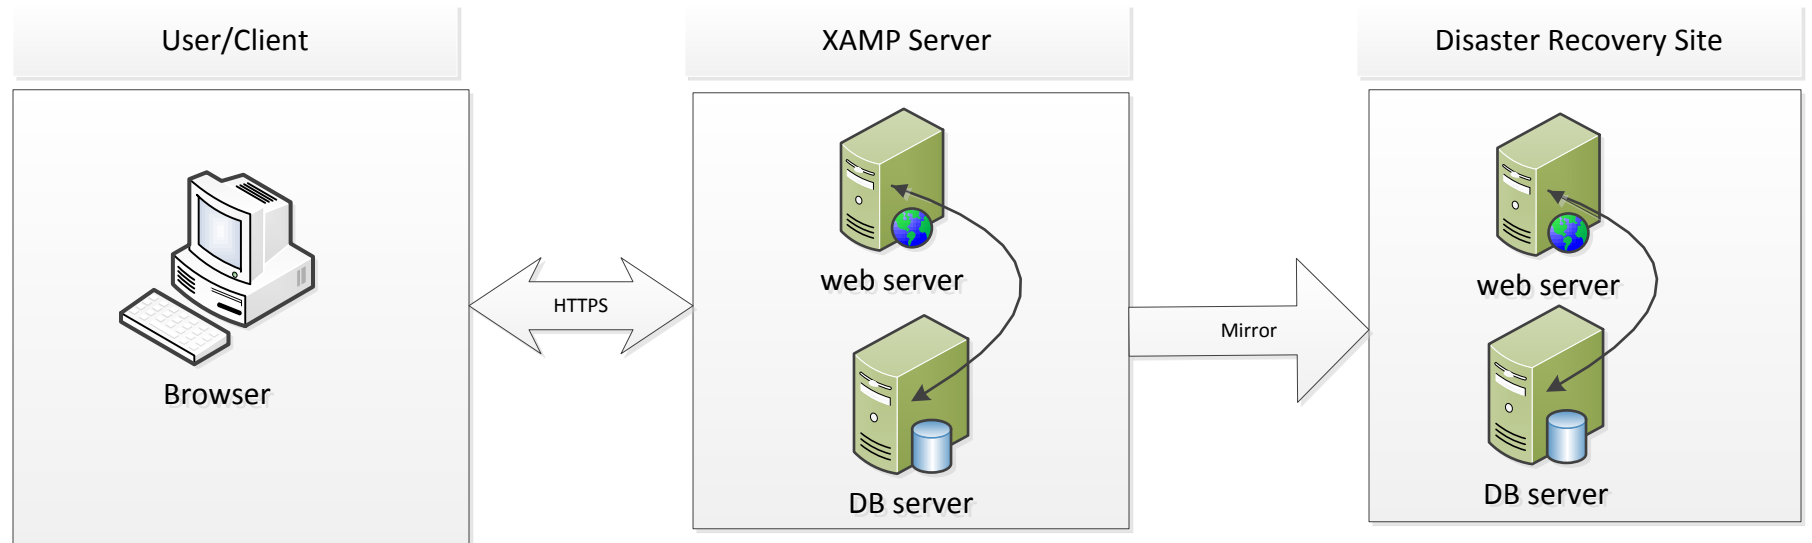 User/Client
XAMP Server
Disaster Recovery Site
Browser
HTTPS
web server
DB server
Mirror
web server
DB server